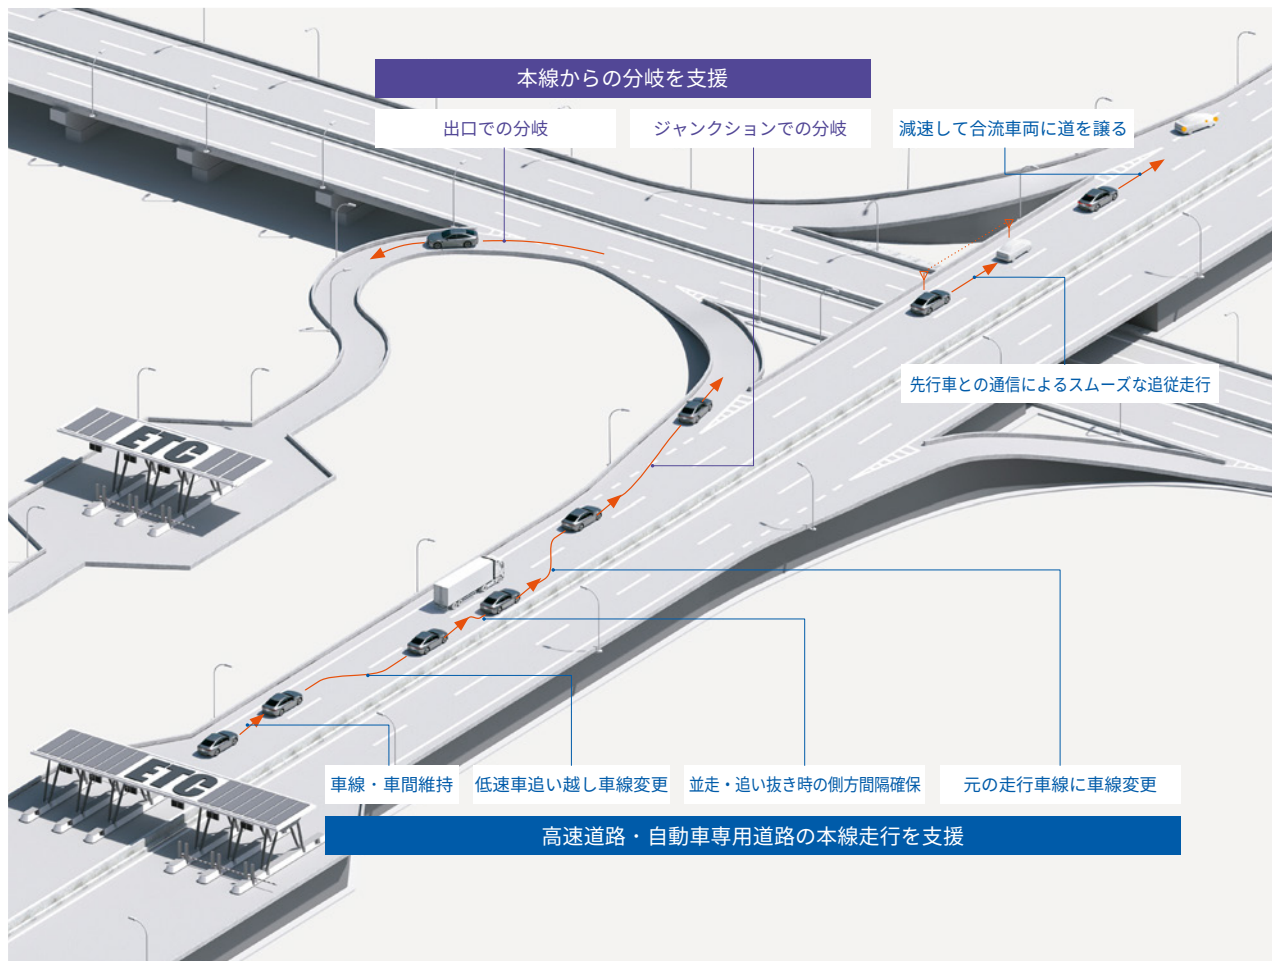 本線からの分岐を支援
出口での分岐
ジャンクションでの分岐
減速して合流車両に道を譲る
先行車との通信によるスムーズな追従走行
ETC
ETC
車線・車間維持
低速車追い越し車線変更
並走・追い抜き時の側方間隔確保
元の走行車線に車線変更
高速道路・自動車専用道路の本線走行を支援